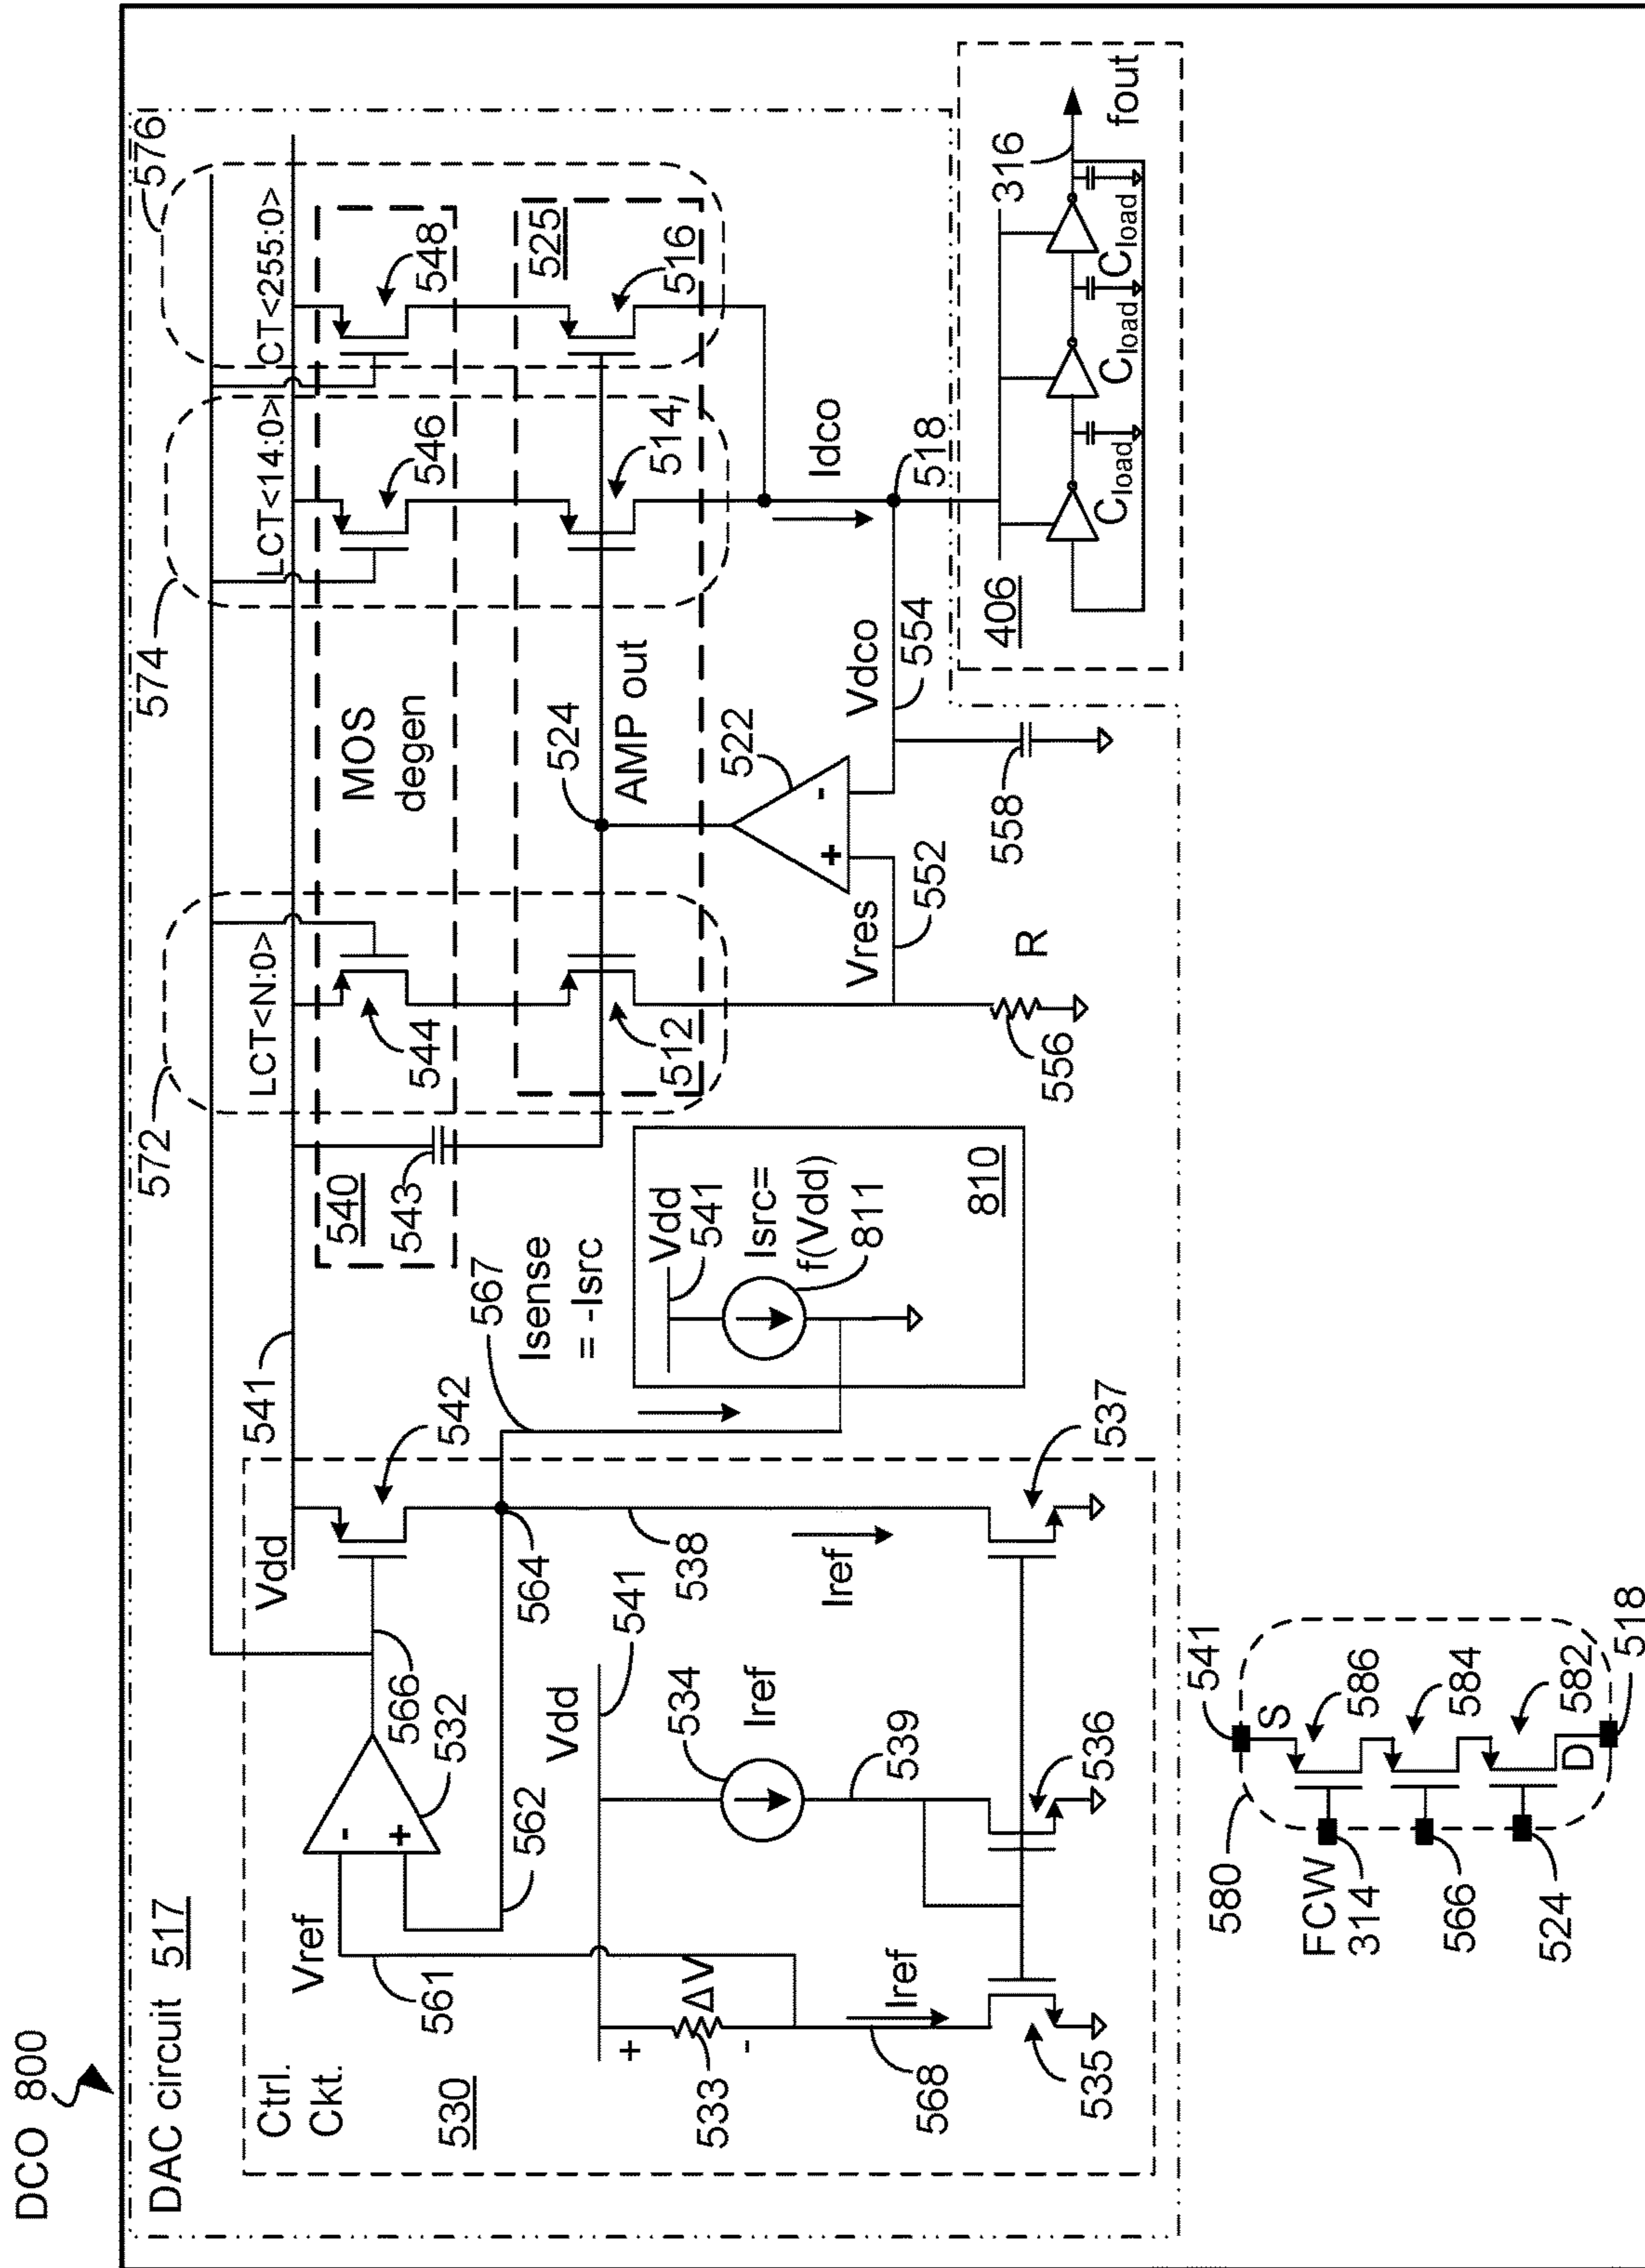 DCO 800
DAC circuit 517
Ctrl.
Ckt.
530
Vref
561
562
532
566
Vdd
541
542
564
538
Iref
537
541
Vdd
534
Iref
539
536
+
ΔV
-
533
568
Iref
535
-
+
567
Isense
= -Isrc
Vdd
541
Isrc=
f(Vdd)
811
810
572
574
576
LCT<N:0>
LCT<14:0>
CT<255:0>
540
543
MOS
degen
544
546
548
525
512
514
516
524
AMP out
522
+
-
Vres
552
Vdco
554
556
R
558
Idco
518
406
316
fout
Cload
Cload
Cload
580
541
S
586
584
582
D
518
FCW
314
566
524